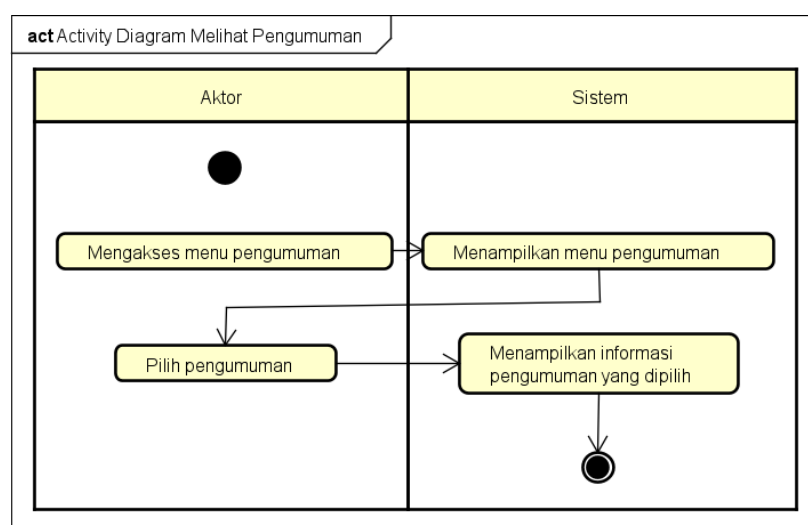 act Activity Diagram Melihat Pengumuman
Aktor
Sistem
Mengakses menu pengumuman
Menampilkan menu pengumuman
Pilih pengumuman
Menampilkan informasi
pengumuman yang dipilih